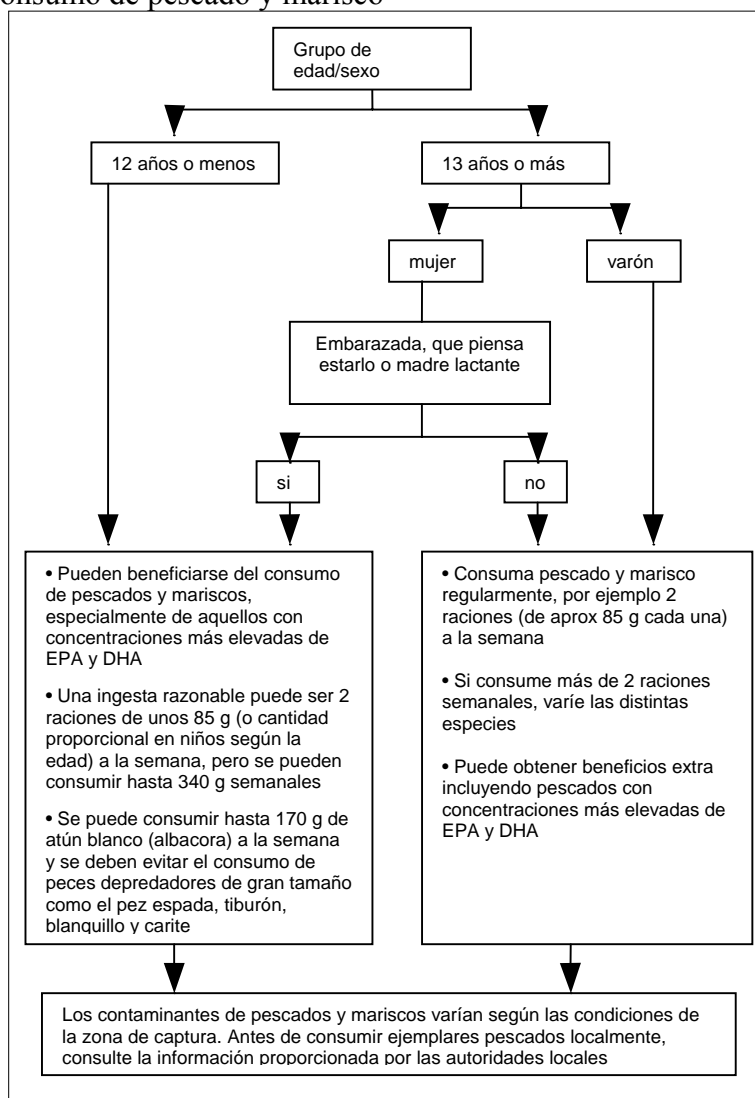 onsumo de pescado y marisco
Grupo de
edad/sexo
12 años o menos
13 años o más
mujer
varón
Embarazada, que piensa
estarlo o madre lactante
si
no
• Pueden beneficiarse del consumo
de pescados y mariscos,
especialmente de aquellos con
concentraciones más elevadas de
EPA y DHA
• Una ingesta razonable puede ser 2
raciones de unos 85 g (o cantidad
proporcional en niños según la
edad) a la semana, pero se pueden
consumir hasta 340 g semanales
• Se puede consumir hasta 170 g de
atún blanco (albacora) a la semana
y se deben evitar el consumo de
peces depredadores de gran tamaño
como el pez espada, tiburón,
blanquillo y carite
• Consuma pescado y marisco
regularmente, por ejemplo 2
raciones (de aprox 85 g cada una)
a la semana
• Si consume más de 2 raciones
semanales, varíe las distintas
especies
• Puede obtener beneficios extra
incluyendo pescados con
concentraciones más elevadas de
EPA y DHA
Los contaminantes de pescados y mariscos varían según las condiciones de
la zona de captura. Antes de consumir ejemplares pescados localmente,
consulte la información proporcionada por las autoridades locales